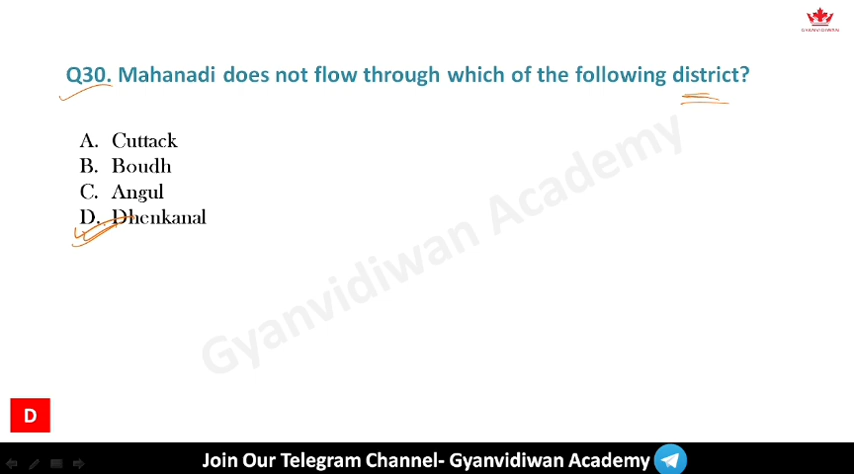 GYANVIDIWAN
Q30. Mahanadi does not flow through which of the following district?
A. Cuttack
B. Boudh
C. Angul
D. Dhenkanal
Gyanvidiwan Academy
D
Join Our Telegram Channel- Gyanvidiwan Academy